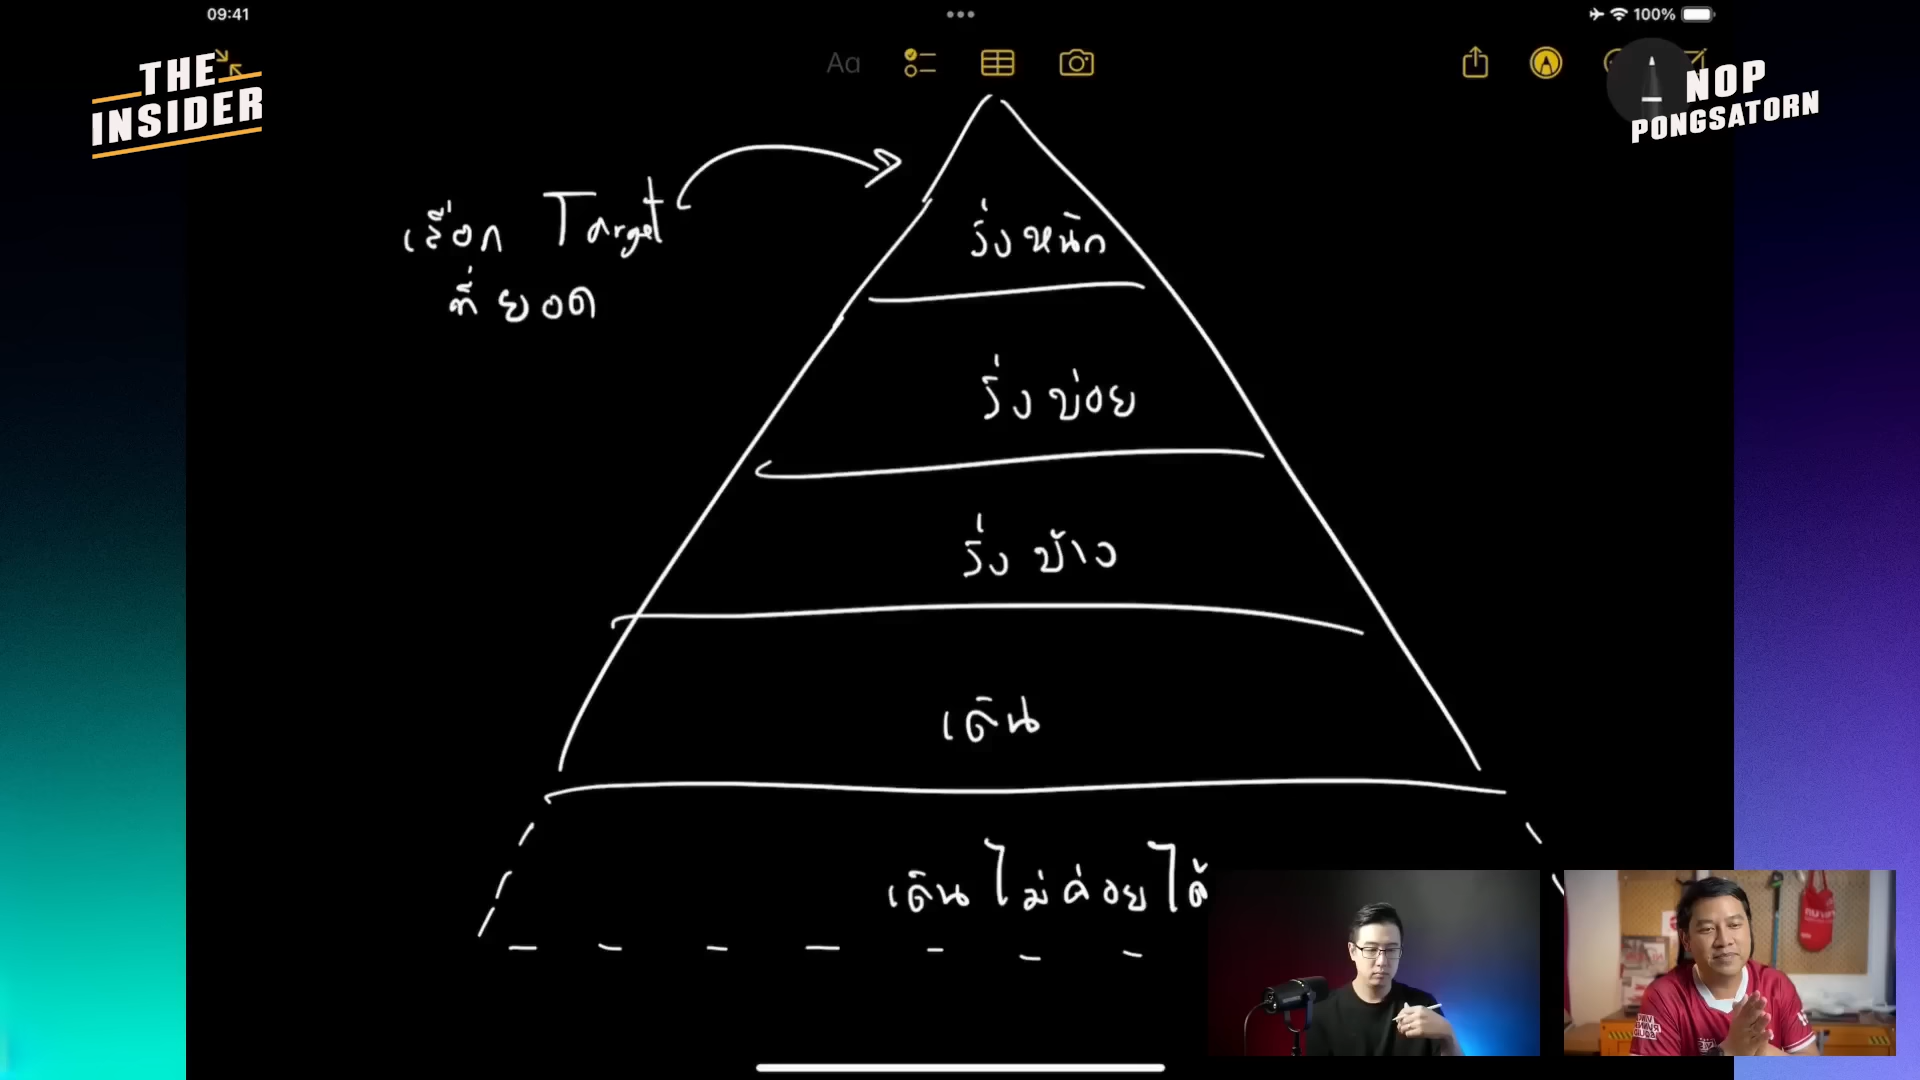 09:41
100%
Aa
THE
INSIDER
NOP
PONGSATORN
เลือก Target
ที่ ยอด
วิ่งหนัก
วิ่งบ่อย
วิ่งบ้าง
เดิน
เดินไม่ค่อยได้